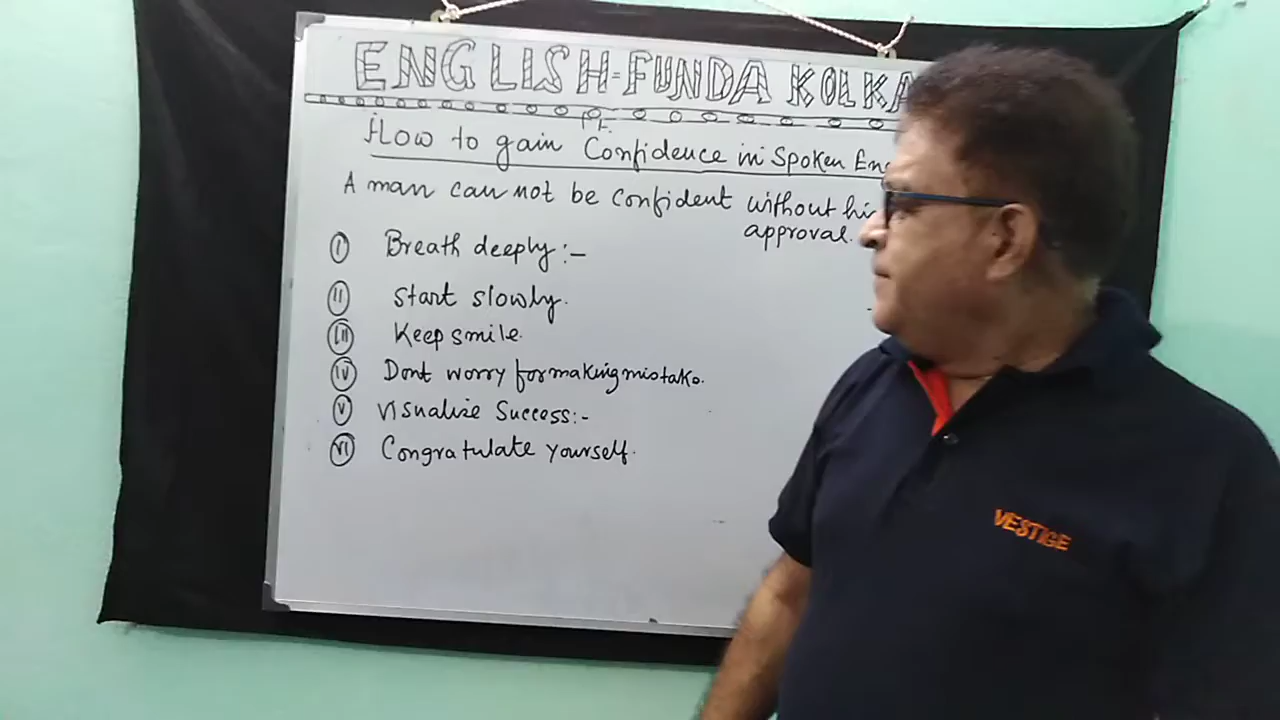 ENGLISH-FUNDA KOLKA
How to gain Confidence in Spoken Eng
A man can not be confident without his
approval.
I Breath deeply:-
II Start slowly.
III Keep smile.
IV Dont worry for making mistake.
V Visualise Success:-
VI Congratulate yourself.
VESTIGE